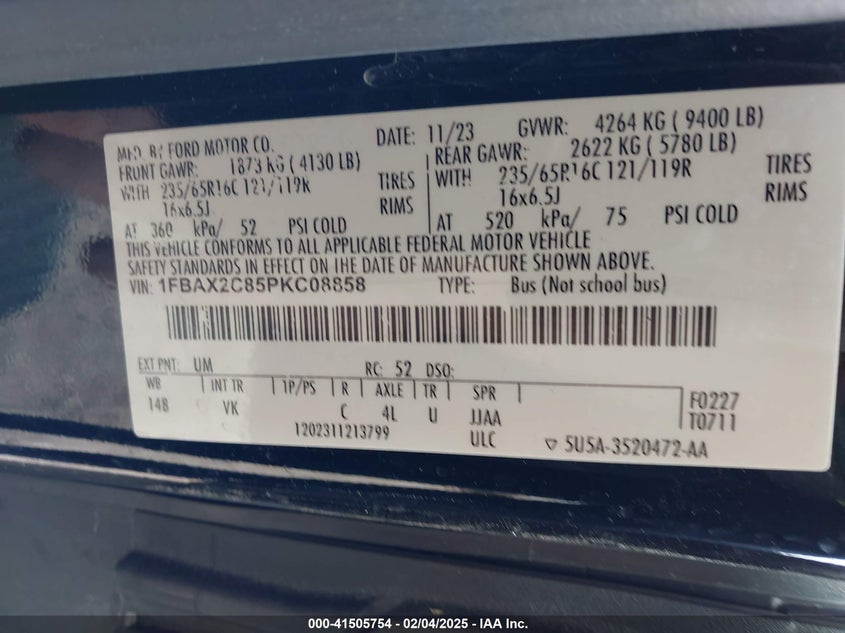 MFD. BY FORD MOTOR CO. DATE: 11/23 GVWR: 4264 KG ( 9400 LB)
FRONT GAWR: 1873 KG (4130 LB) REAR GAWR: 2622 KG ( 5780 LB)
WITH 235/65R16C 121/119R TIRES WITH 235/65R16C 121/119R TIRES
16x6.5J RIMS 16x6.5J RIMS
AT 360 kPa/ 52 PSI COLD AT 520 kPa/ 75 PSI COLD
THIS VEHICLE CONFORMS TO ALL APPLICABLE FEDERAL MOTOR VEHICLE
SAFETY STANDARDS IN EFFECT ON THE DATE OF MANUFACTURE SHOWN ABOVE.
VIN: 1FBAX2C85PKC08858 TYPE: Bus (Not school bus)
EXT PNT: UM RC: 52 DSO:
WB INT TR TP/PS R AXLE TR SPR
148 VK C 4L U JJAA
ULC
F0227
T0711
1202311213799
5U5A-3520472-AA
000-41505754 - 02/04/2025 - IAA Inc.